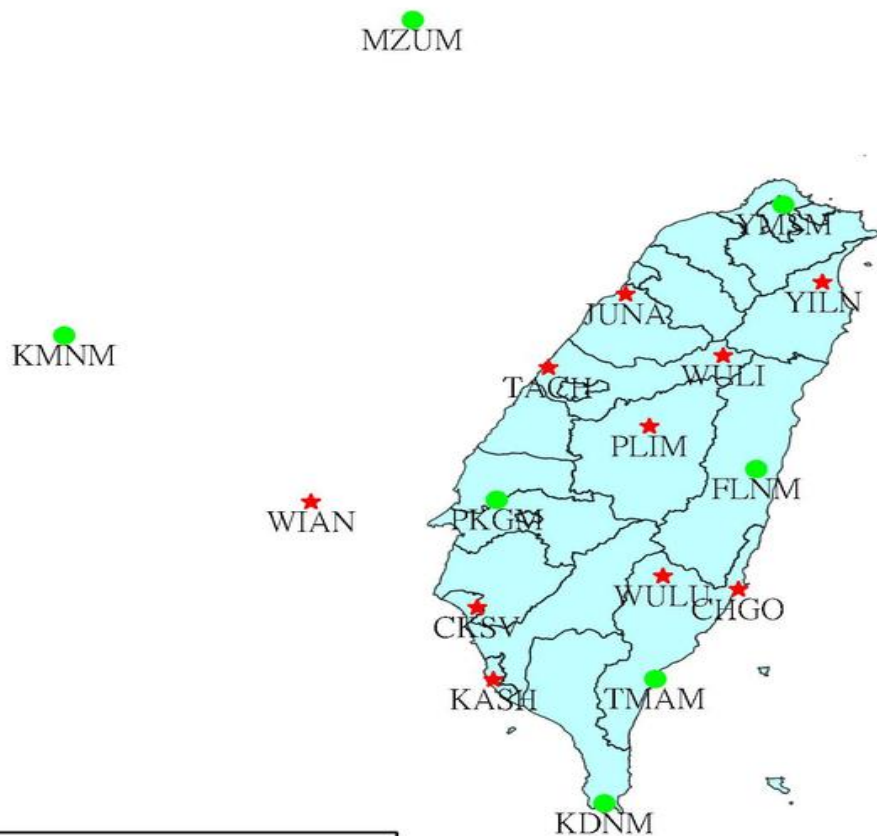 MZUM
YMSM
YILN
JUNA
KMNM
WULI
TACH
PLIM
FLNM
WIAN
PKGM
WULU
CHGO
CKSV
KASH
TMAM
KDNM